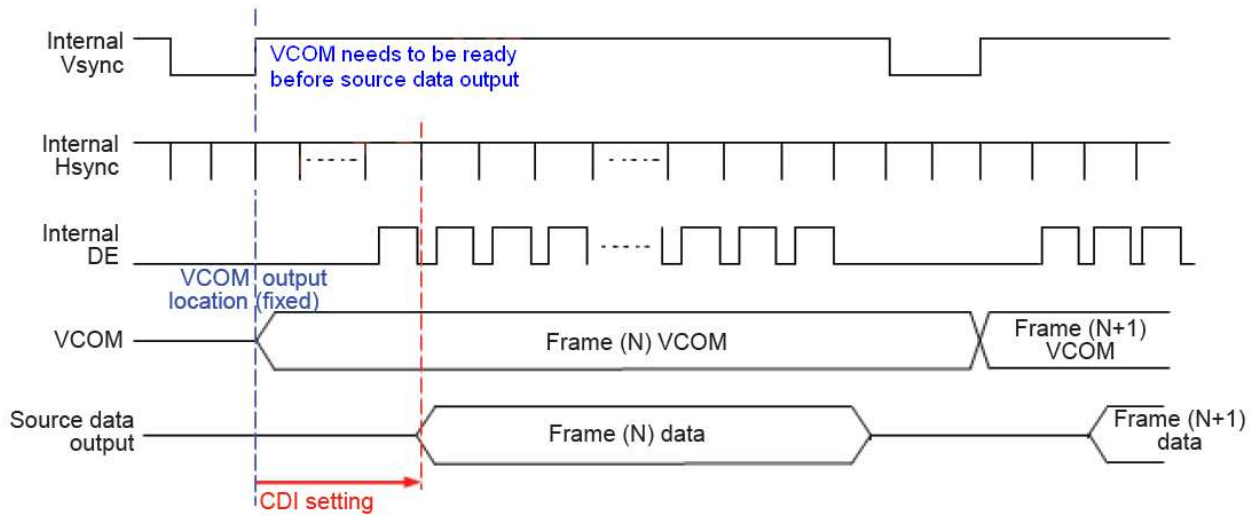 Internal
Vsync
VCOM needs to be ready
before source data output
Internal
Hsync
Internal
DE
VCOM output
location (fixed)
VCOM
Frame (N) VCOM
Frame (N+1)
VCOM
Source data
output
Frame (N) data
Frame (N+1)
data
CDI setting